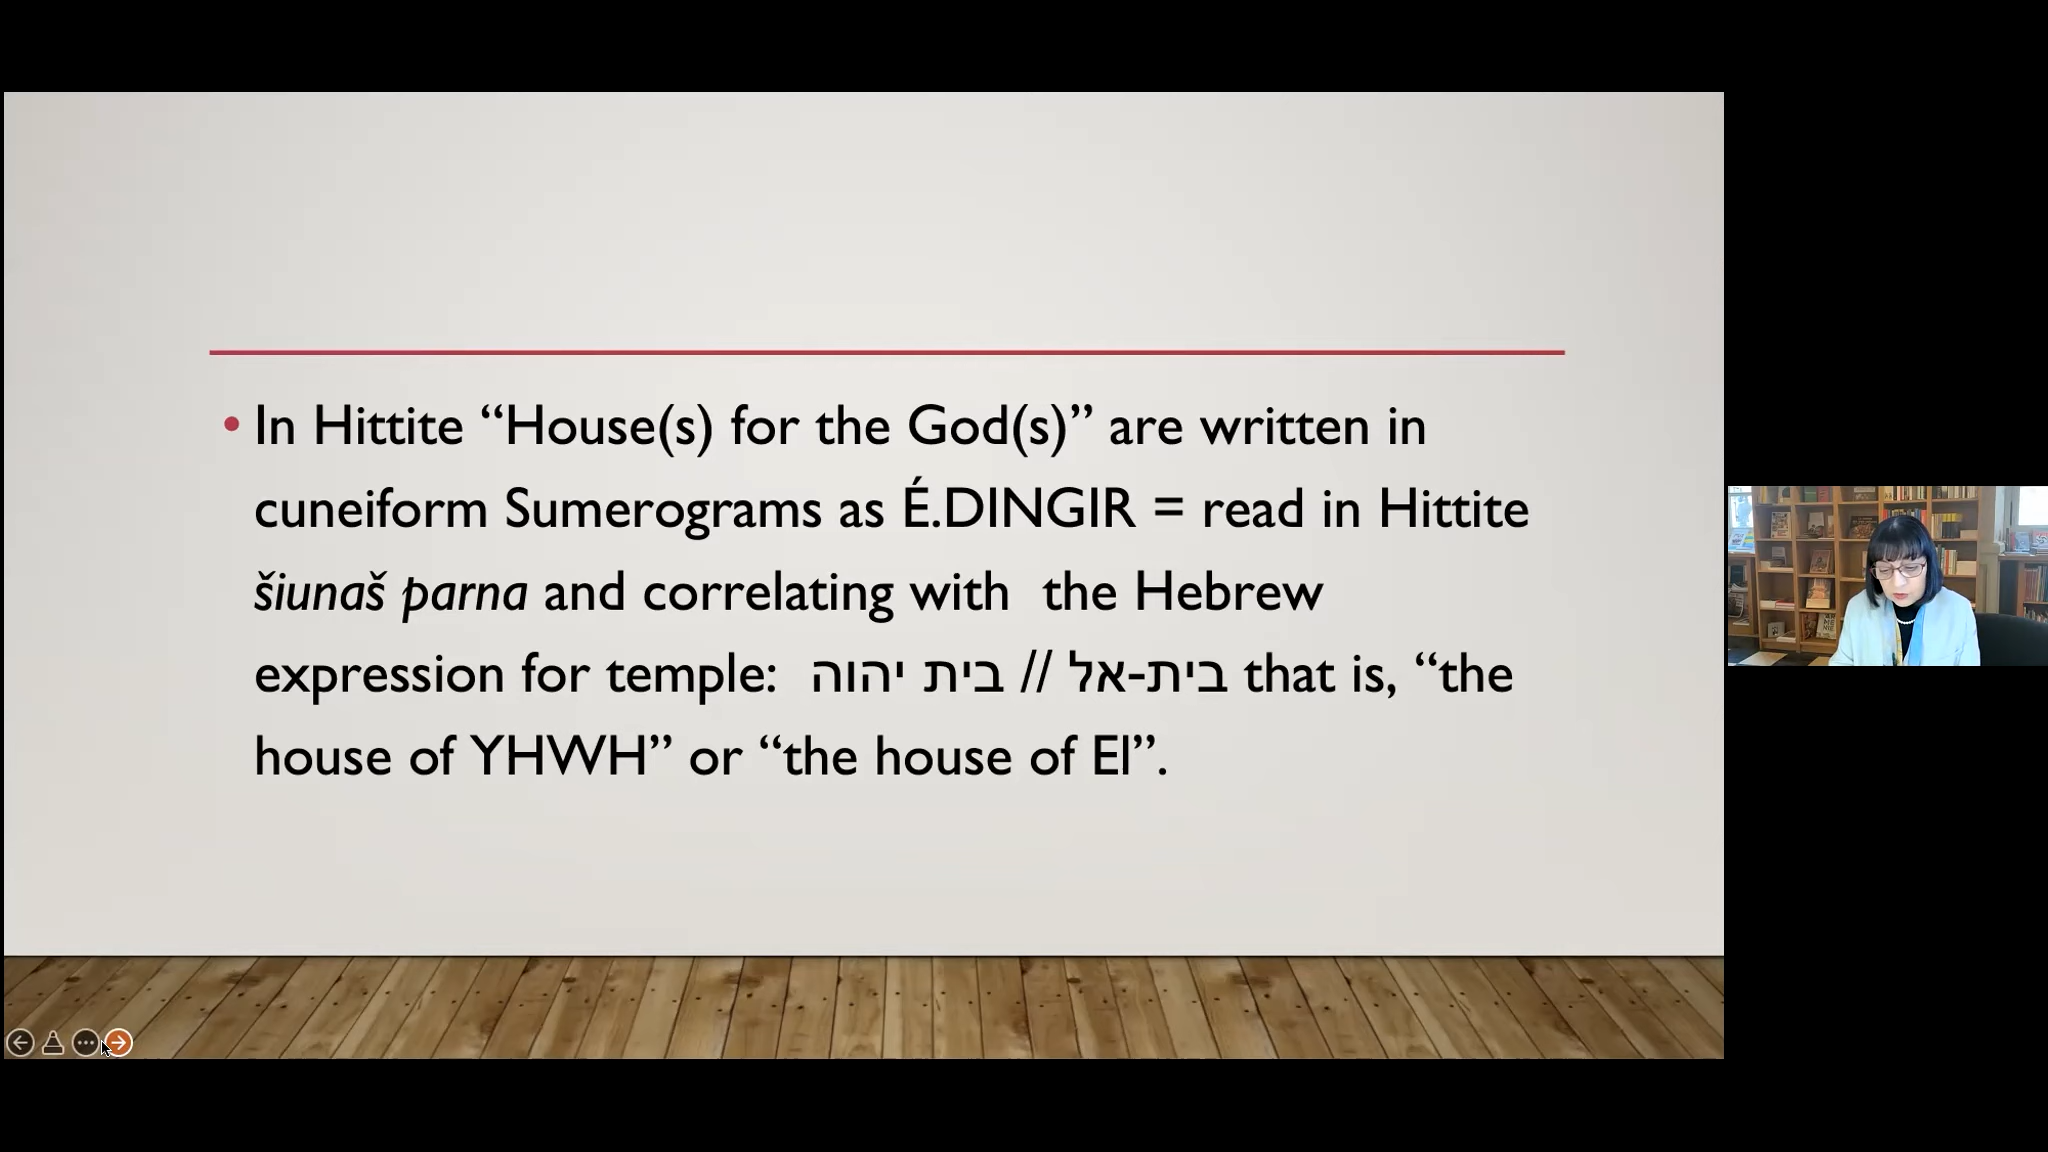 • In Hittite “House(s) for the God(s)” are written in
cuneiform Sumerograms as É.DINGIR = read in Hittite
šiunaš parna and correlating with  the Hebrew
expression for temple:  בית-אל // בית יהוה that is, “the
house of YHWH” or “the house of El”.